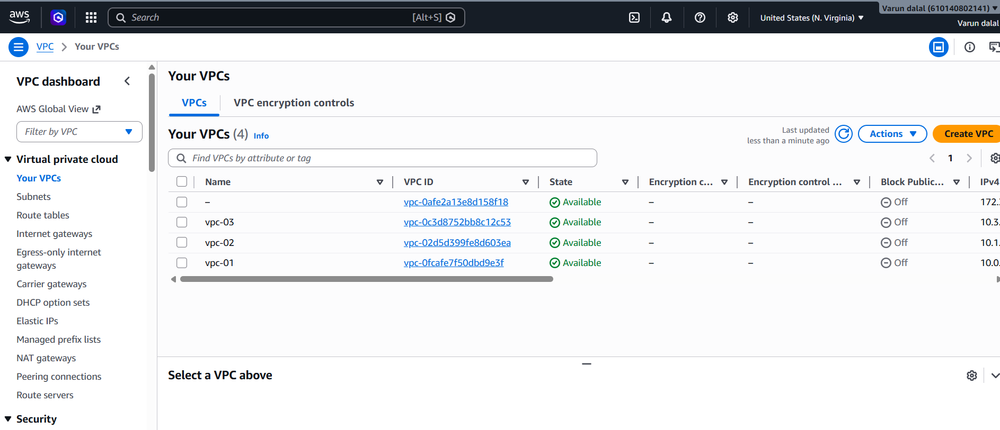 aws
Search [Alt+S]
United States (N. Virginia)
Varun dalal (610140802141)
Varun dalal
VPC
Your VPCs
VPC dashboard
AWS Global View
Filter by VPC
Virtual private cloud
Your VPCs
Subnets
Route tables
Internet gateways
Egress-only internet
gateways
Carrier gateways
DHCP option sets
Elastic IPs
Managed prefix lists
NAT gateways
Peering connections
Route servers
Security
Your VPCs
VPCs VPC encryption controls
Your VPCs (4) Info
Last updated
less than a minute ago
Actions
Create VPC
Find VPCs by attribute or tag
1
Name VPC ID State Encryption c... Encryption control ... Block Public... IPv4
– vpc-0afe2a13e8d158f18 Available – – Off 172.
vpc-03 vpc-0c3d8752bb8c12c53 Available – – Off 10.3.
vpc-02 vpc-02d5d399fe8d603ea Available – – Off 10.1.
vpc-01 vpc-0fcafe7f50dbd9e3f Available – – Off 10.0.
Select a VPC above